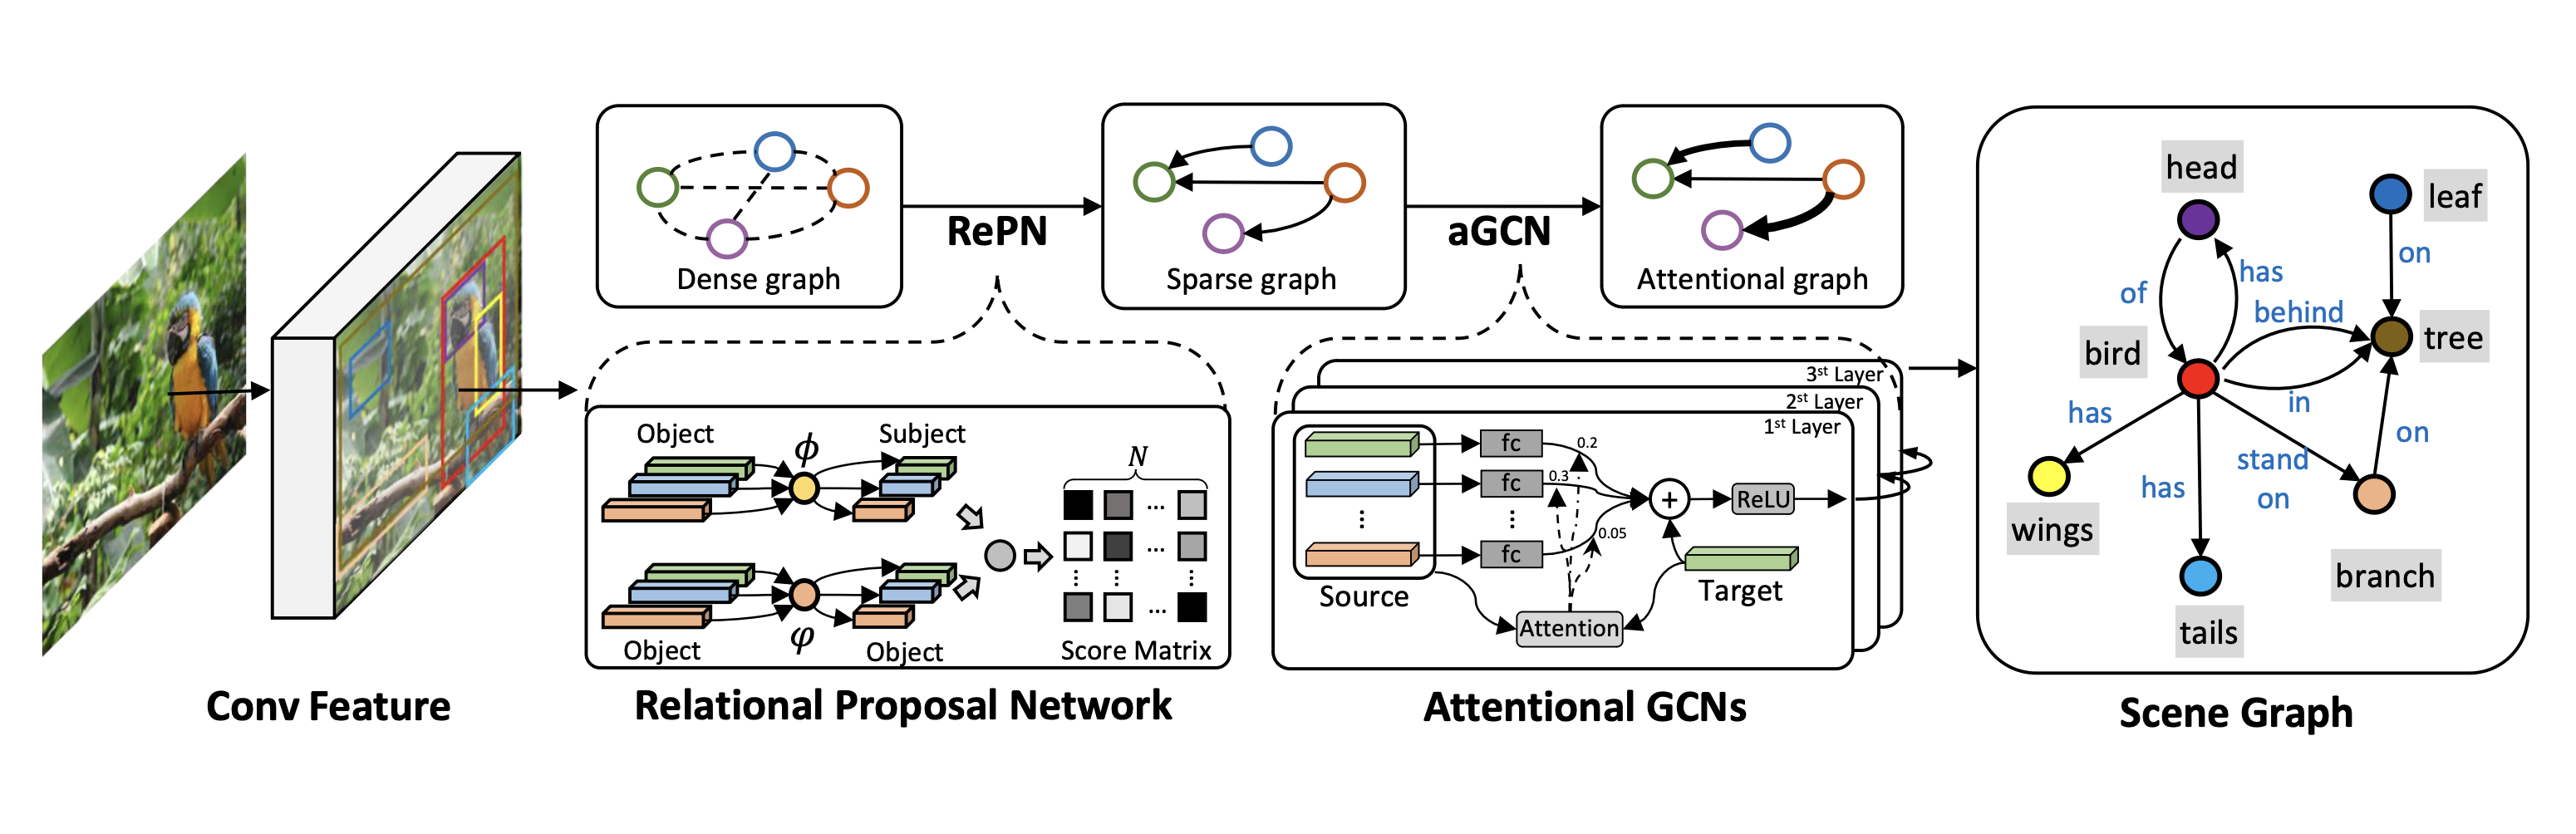 Dense graph
RePN
Sparse graph
aGCN
Attentional graph
Object
ϕ
Subject
N
...
...
...
Object
φ
Object
Score Matrix
3st Layer
2st Layer
1st Layer
fc
0.2
fc
0.3
fc
0.05
+
ReLU
Source
Target
Attention
head
leaf
of
has
on
behind
bird
tree
in
has
on
stand
on
has
wings
branch
tails
Conv Feature
Relational Proposal Network
Attentional GCNs
Scene Graph